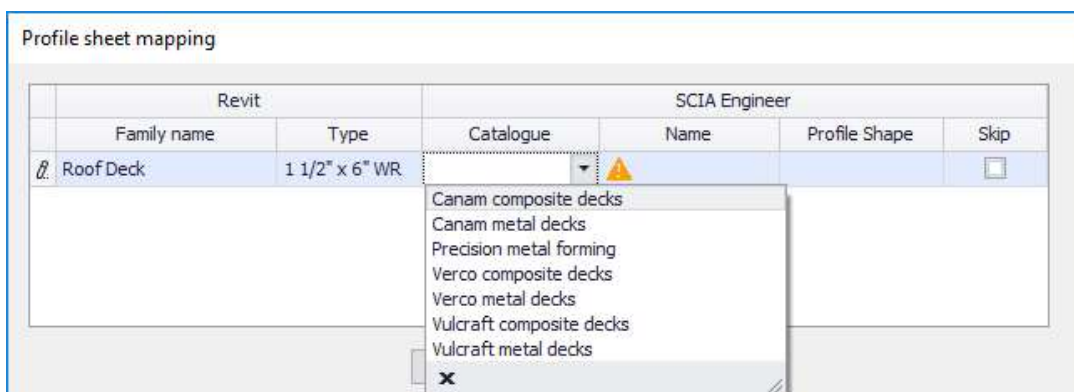 Profile sheet mapping
Revit SCIA Engineer
Family name Type Catalogue Name Profile Shape Skip
Roof Deck 1 1/2" x 6" WR
Canam composite decks
Canam metal decks
Precision metal forming
Verco composite decks
Verco metal decks
Vulcraft composite decks
Vulcraft metal decks